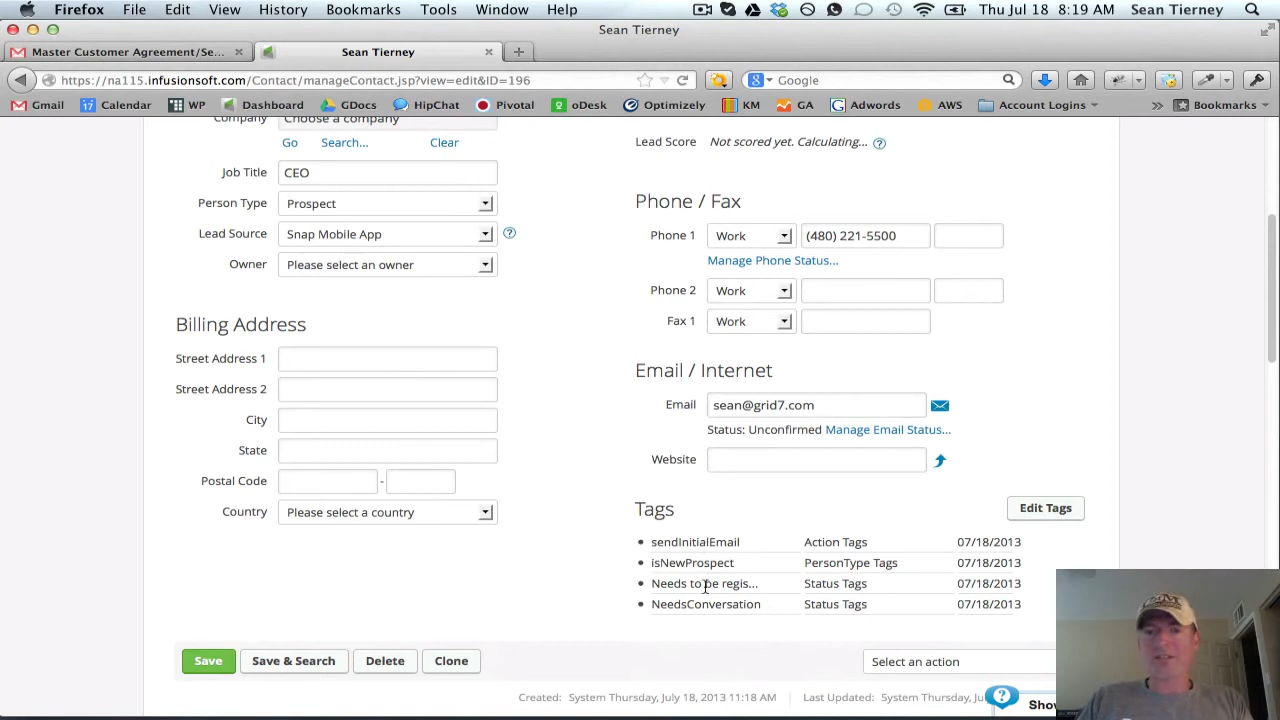 Firefox File Edit View History Bookmarks Tools Window Help Thu Jul 18 8:19 AM Sean Tierney
Sean Tierney
Master Customer Agreement/Se... Sean Tierney
https://na115.infusionsoft.com/Contact/manageContact.jsp?view=edit&ID=196 Google
Gmail Calendar WP Dashboard GDocs HipChat Pivotal oDesk Optimizely KM GA Adwords AWS Account Logins Bookmarks
Company Choose a company
Go Search... Clear
Job Title CEO
Person Type Prospect
Lead Source Snap Mobile App
Owner Please select an owner
Billing Address
Street Address 1
Street Address 2
City
State
Postal Code -
Country Please select a country
Lead Score Not scored yet. Calculating...
Phone / Fax
Phone 1 Work (480) 221-5500
Manage Phone Status...
Phone 2 Work
Fax 1 Work
Email / Internet
Email sean@grid7.com
Status: Unconfirmed Manage Email Status...
Website
Tags Edit Tags
sendInitialEmail Action Tags 07/18/2013
isNewProspect PersonType Tags 07/18/2013
Needs to be regis... Status Tags 07/18/2013
NeedsConversation Status Tags 07/18/2013
Save Save & Search Delete Clone Select an action
Created: System Thursday, July 18, 2013 11:18 AM Last Updated: System Thursday, Ju
Sho